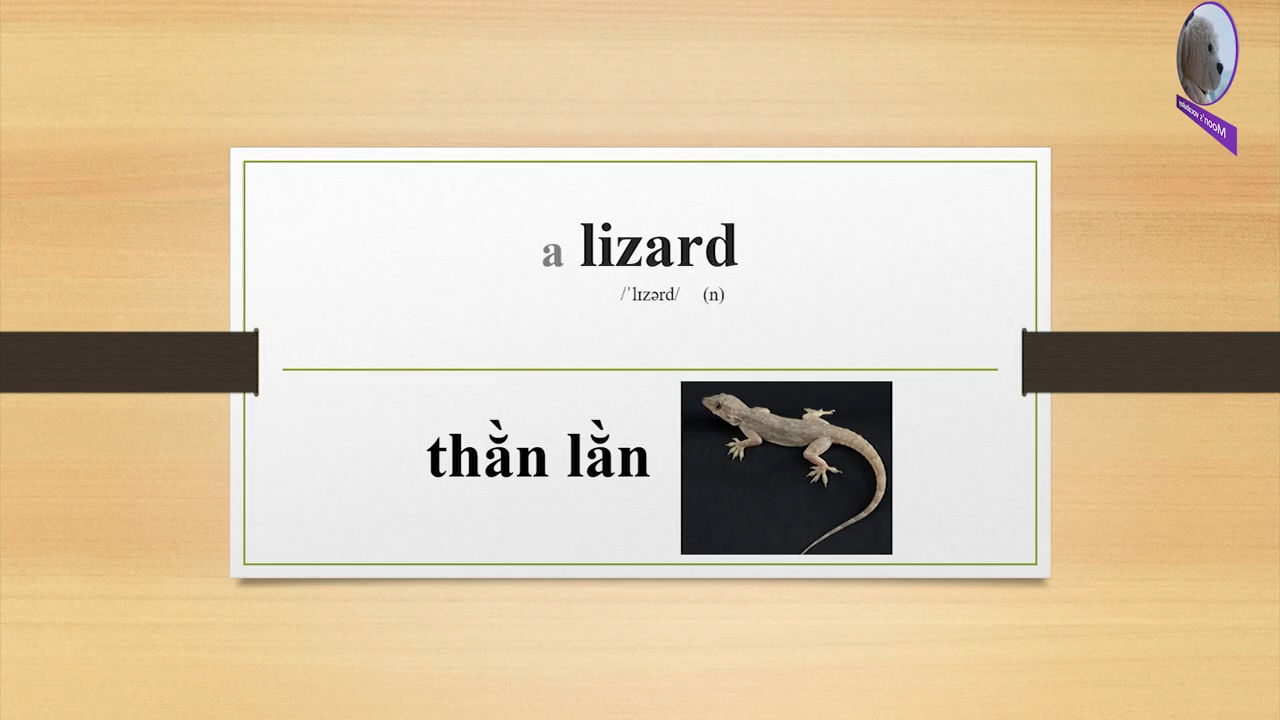 a lizard
/ˈlɪzərd/ (n)
thằn lằn
Moon's vocabulary